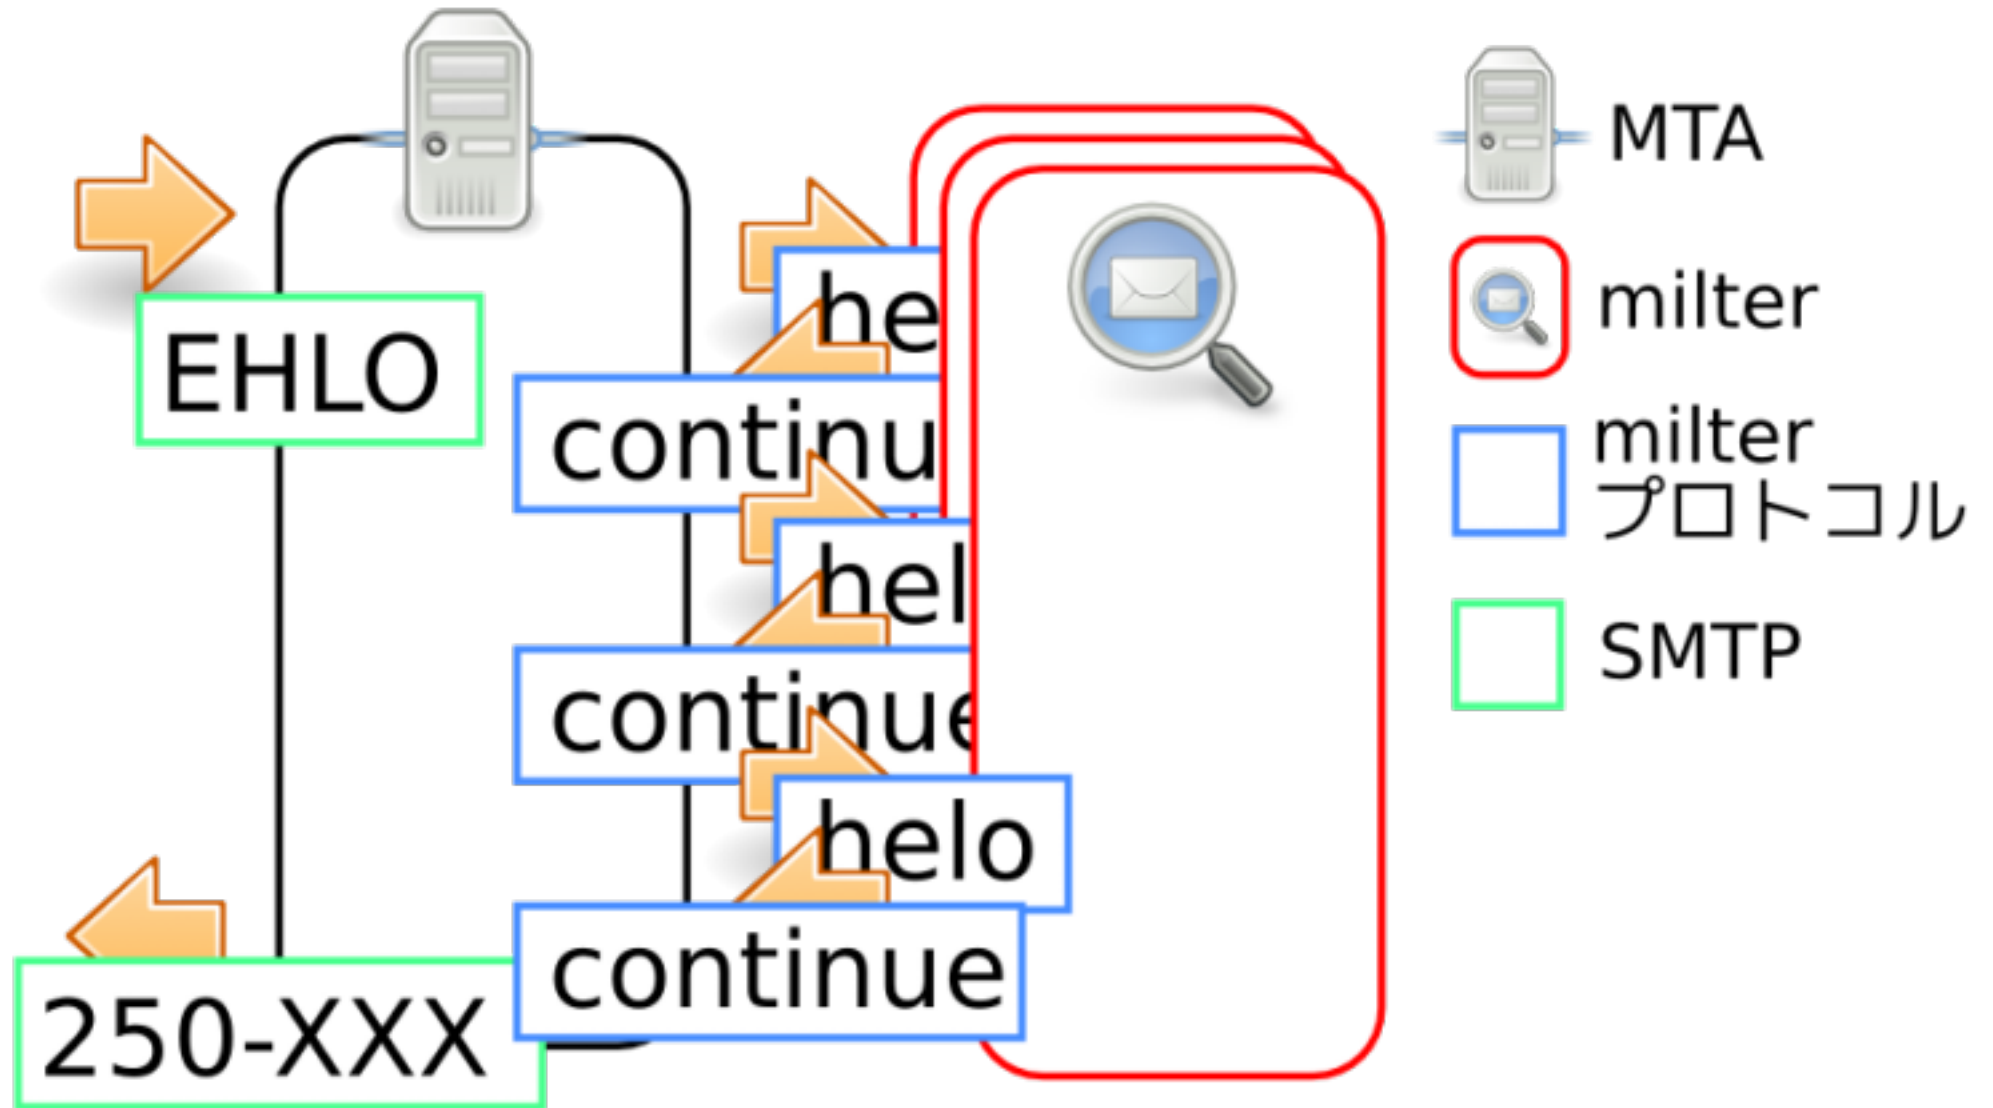 EHLO
he
continu
hel
continue
helo
continue
250-XXX
MTA
milter
milter
プロトコル
SMTP